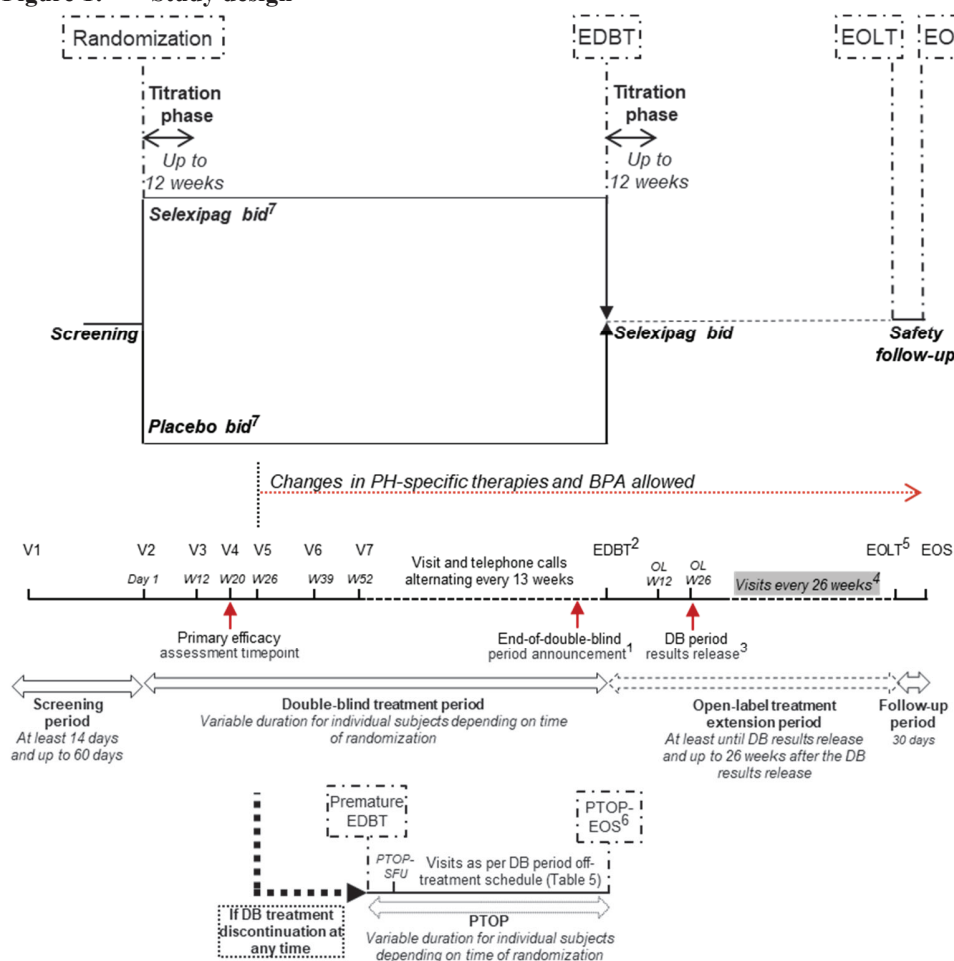 Figure 1. Study design
Randomization
EDBT
EOLT
EO
Titration
phase
Up to
12 weeks
Titration
phase
Up to
12 weeks
Selexipag bid7
Screening
Selexipag bid
Safety
follow-up
Placebo bid7
Changes in PH-specific therapies and BPA allowed
V1
V2
V3
V4
V5
V6
V7
EDBT2
EOLT5
EOS
Visit and telephone calls
alternating every 13 weeks
Day 1
W12
W20
W26
W39
W52
OL
W12
OL
W26
Visits every 26 weeks4
Primary efficacy
assessment timepoint
End-of-double-blind
period announcement1
DB period
results release3
Screening
period
At least 14 days
and up to 60 days
Double-blind treatment period
Variable duration for individual subjects depending on time
of randomization
Open-label treatment
extension period
At least until DB results release
and up to 26 weeks after the DB
results release
Follow-up
period
30 days
Premature
EDBT
PTOP-
EOS6
PTOP-
SFU
Visits as per DB period off-
treatment schedule (Table 5)
If DB treatment
discontinuation at
any time
PTOP
Variable duration for individual subjects
depending on time of randomization